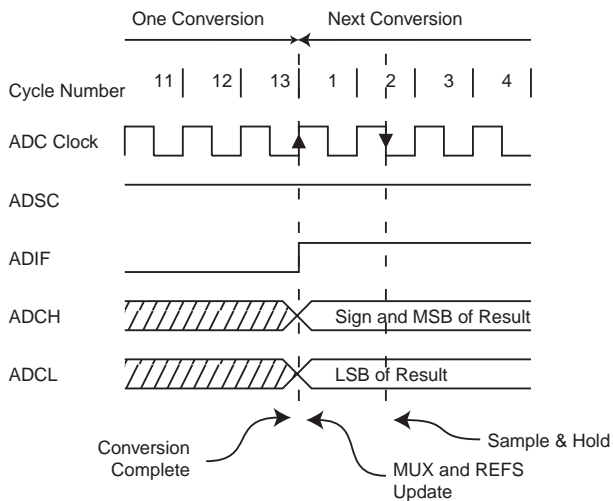 One Conversion
Next Conversion
Cycle Number
11 12 13 1 2 3 4
ADC Clock
ADSC
ADIF
ADCH
Sign and MSB of Result
ADCL
LSB of Result
Conversion
Complete
MUX and REFS
Update
Sample & Hold